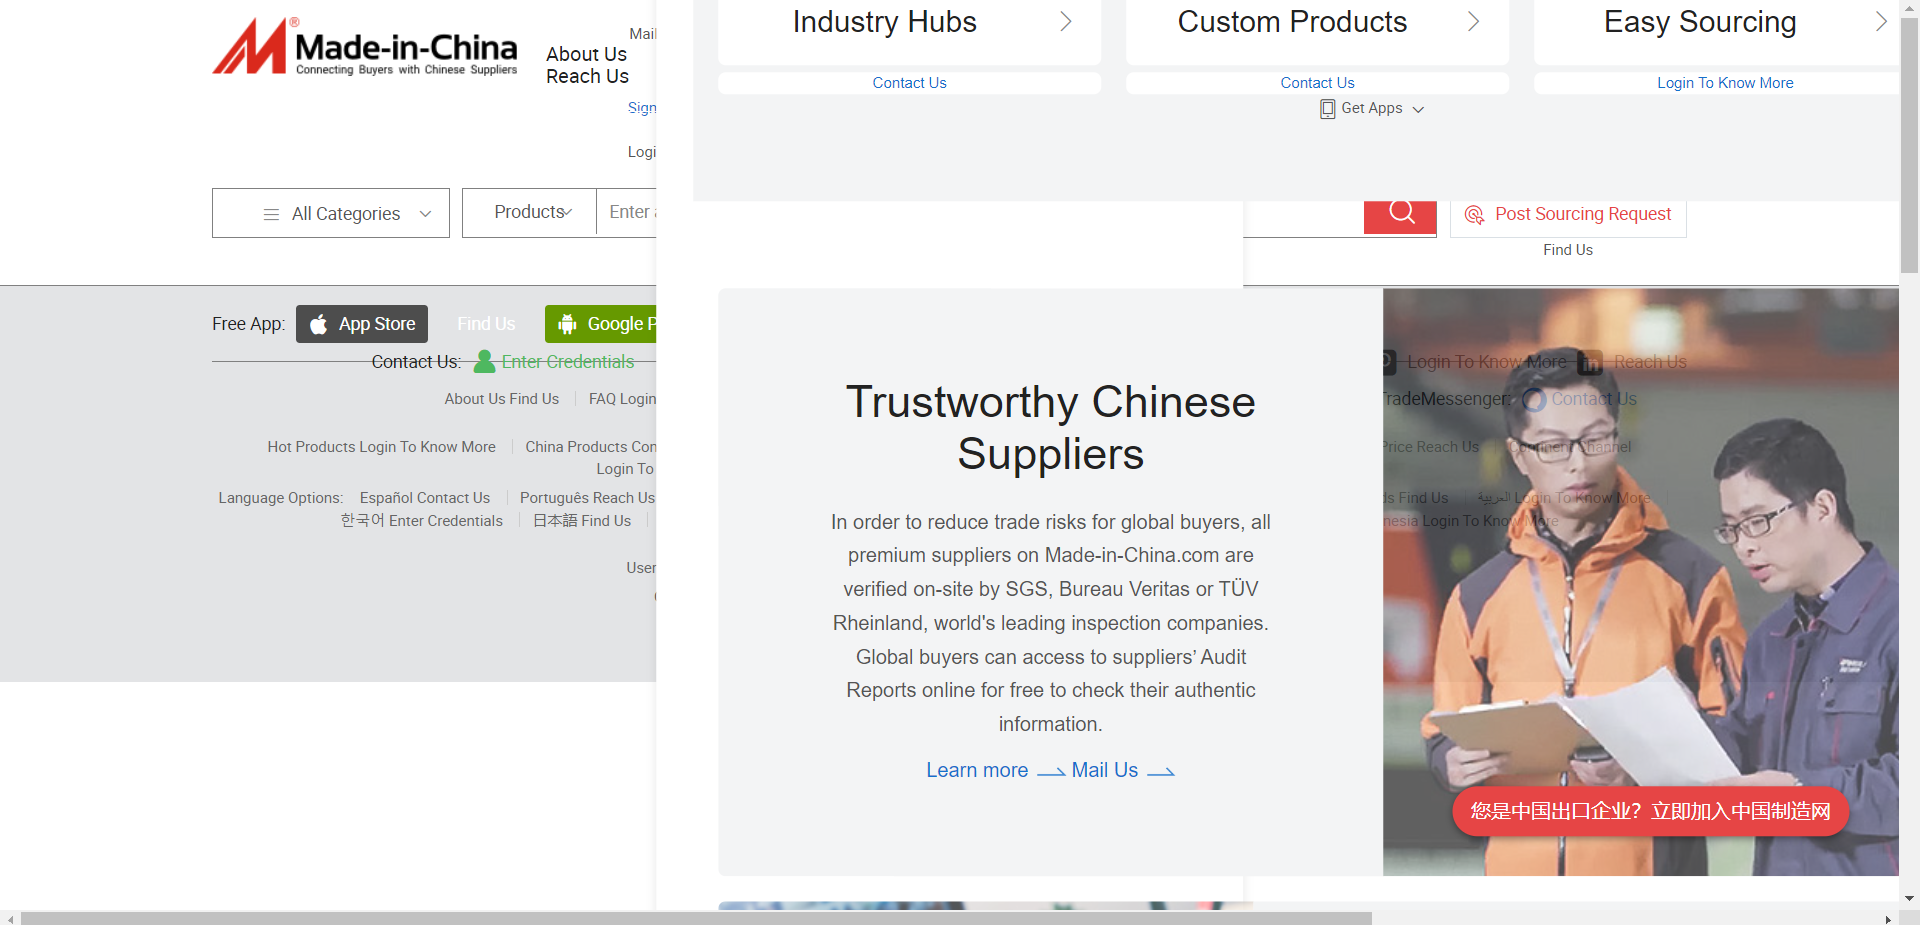 Made-in-China
Connecting Buyers with Chinese Suppliers
About Us
Reach Us
Mail
Sign
Logi
Industry Hubs
Custom Products
Easy Sourcing
Contact Us
Contact Us
Login To Know More
Get Apps
All Categories
Products
Enter
Post Sourcing Request
Find Us
Free App:
App Store
Find Us
Google P
Contact Us:
Enter Credentials
About Us Find Us
FAQ Login
Hot Products Login To Know More
China Products Con
Login To
Language Options:
Español Contact Us
Português Reach Us
한국어 Enter Credentials
日本語 Find Us
User
Trustworthy Chinese
Suppliers
In order to reduce trade risks for global buyers, all
premium suppliers on Made-in-China.com are
verified on-site by SGS, Bureau Veritas or TÜV
Rheinland, world's leading inspection companies.
Global buyers can access to suppliers’ Audit
Reports online for free to check their authentic
information.
Learn more
Mail Us
Login To Know More
Reach Us
TradeMessenger:
Contact Us
Price Reach Us
Continent Channel
ds Find Us
العربية Login To Know More
nesia Login To Know More
您是中国出口企业？立即加入中国制造网